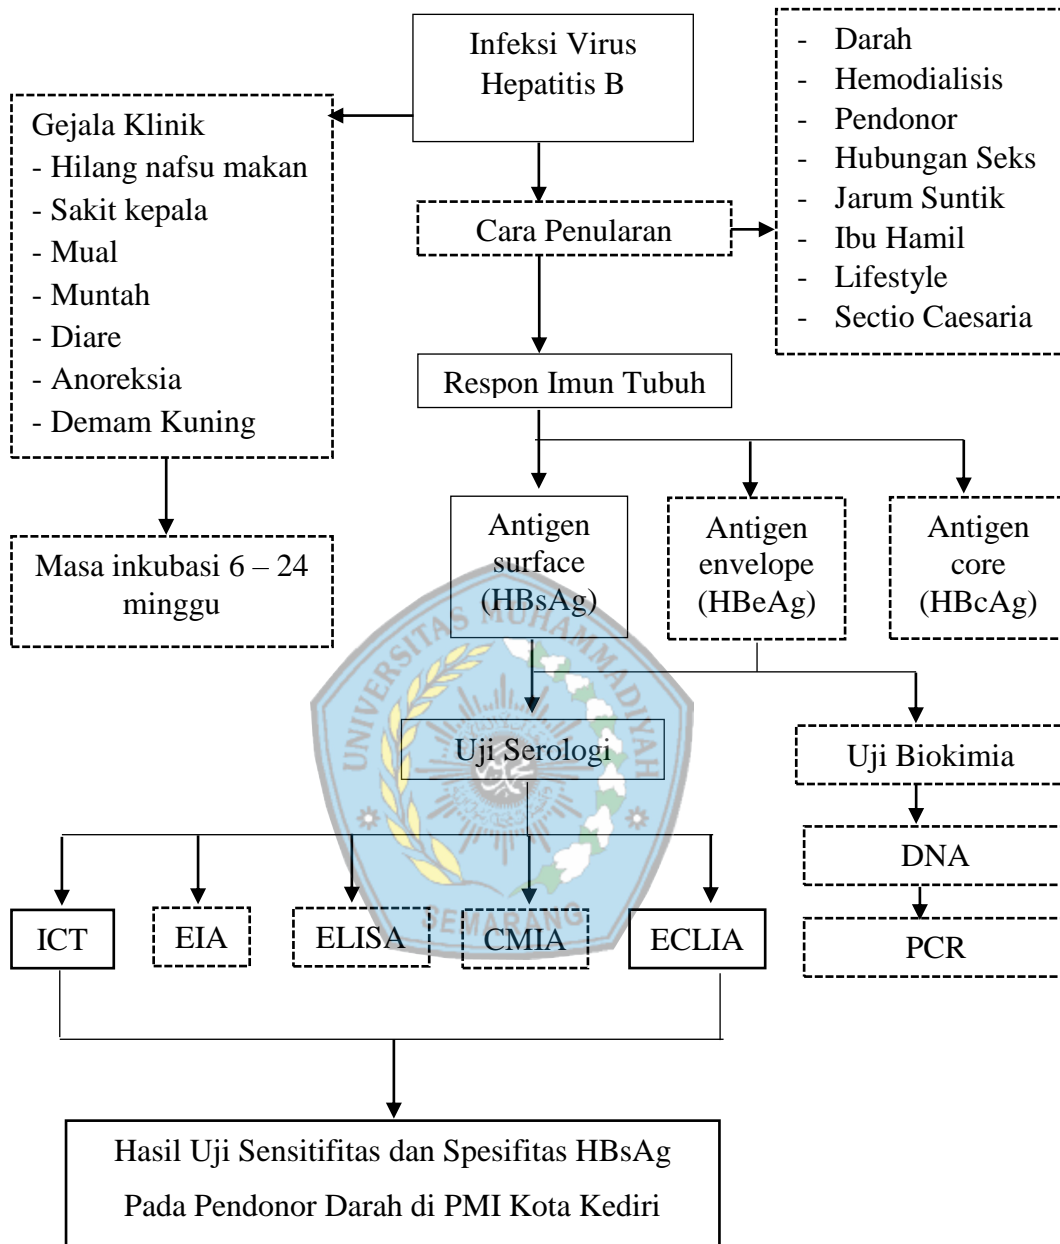 Infeksi Virus
Hepatitis B
- Darah
- Hemodialisis
- Pendonor
- Hubungan Seks
- Jarum Suntik
- Ibu Hamil
- Lifestyle
- Sectio Caesaria
Gejala Klinik
- Hilang nafsu makan
- Sakit kepala
- Mual
- Muntah
- Diare
- Anoreksia
- Demam Kuning
Cara Penularan
Respon Imun Tubuh
Masa inkubasi 6 – 24
minggu
Antigen
surface
(HBsAg)
Antigen
envelope
(HBeAg)
Antigen
core
(HBcAg)
UNIVERSITAS MUHAMMADIYAH
SEMARANG
Uji Serologi
Uji Biokimia
DNA
PCR
ICT
EIA
ELISA
CMIA
ECLIA
Hasil Uji Sensitifitas dan Spesifitas HBsAg
Pada Pendonor Darah di PMI Kota Kediri